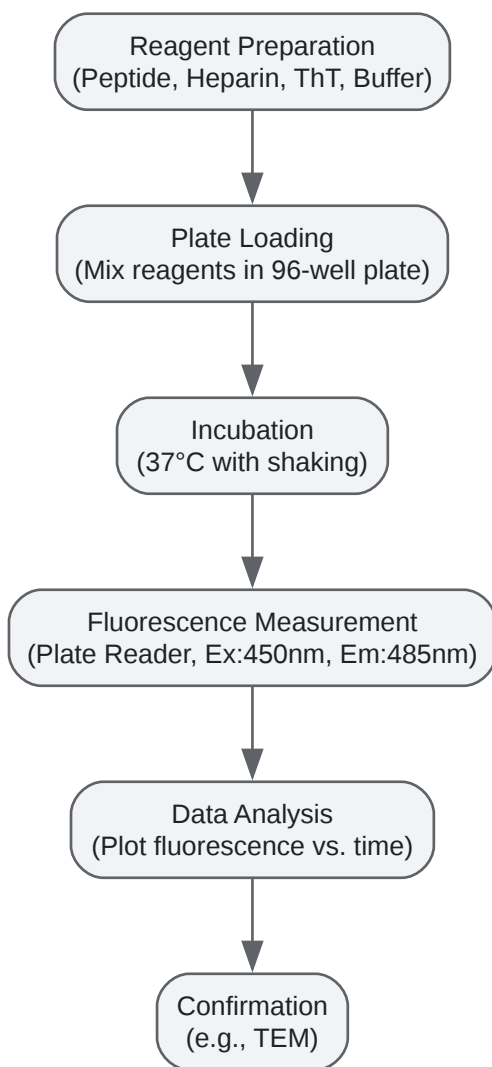 Reagent Preparation
(Peptide, Heparin, ThT, Buffer)
Plate Loading
(Mix reagents in 96-well plate)
Incubation
(37°C with shaking)
Fluorescence Measurement
(Plate Reader, Ex:450nm, Em:485nm)
Data Analysis
(Plot fluorescence vs. time)
Confirmation
(e.g., TEM)